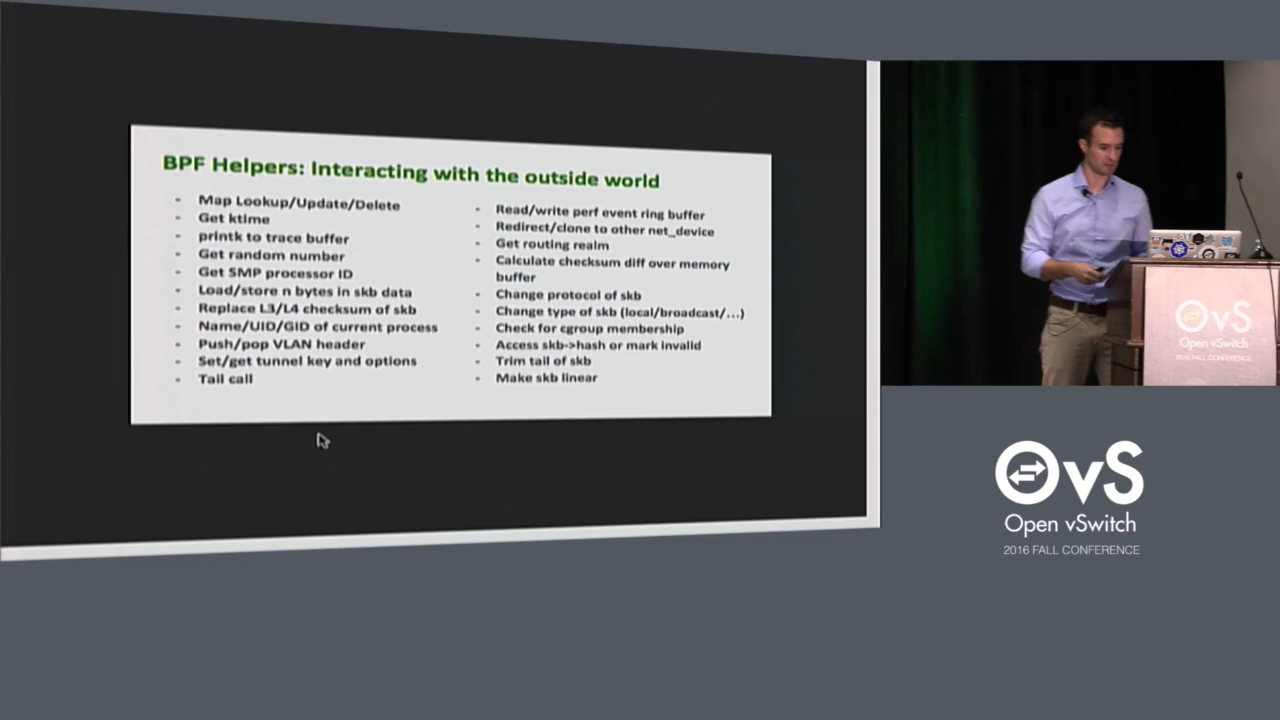 BPF Helpers: Interacting with the outside world
- Map Lookup/Update/Delete
- Get ktime
- printk to trace buffer
- Get random number
- Get SMP processor ID
- Load/store n bytes in skb data
- Replace L3/L4 checksum of skb
- Name/UID/GID of current process
- Push/pop VLAN header
- Set/get tunnel key and options
- Tail call
- Read/write perf event ring buffer
- Redirect/clone to other net_device
- Get routing realm
- Calculate checksum diff over memory
buffer
- Change protocol of skb
- Change type of skb (local/broadcast/...)
- Check for cgroup membership
- Access skb->hash or mark invalid
- Trim tail of skb
- Make skb linear
OvS
Open vSwitch
2016 FALL CONFERENCE
OvS
Open vSwitch
2016 FALL CONFERENCE